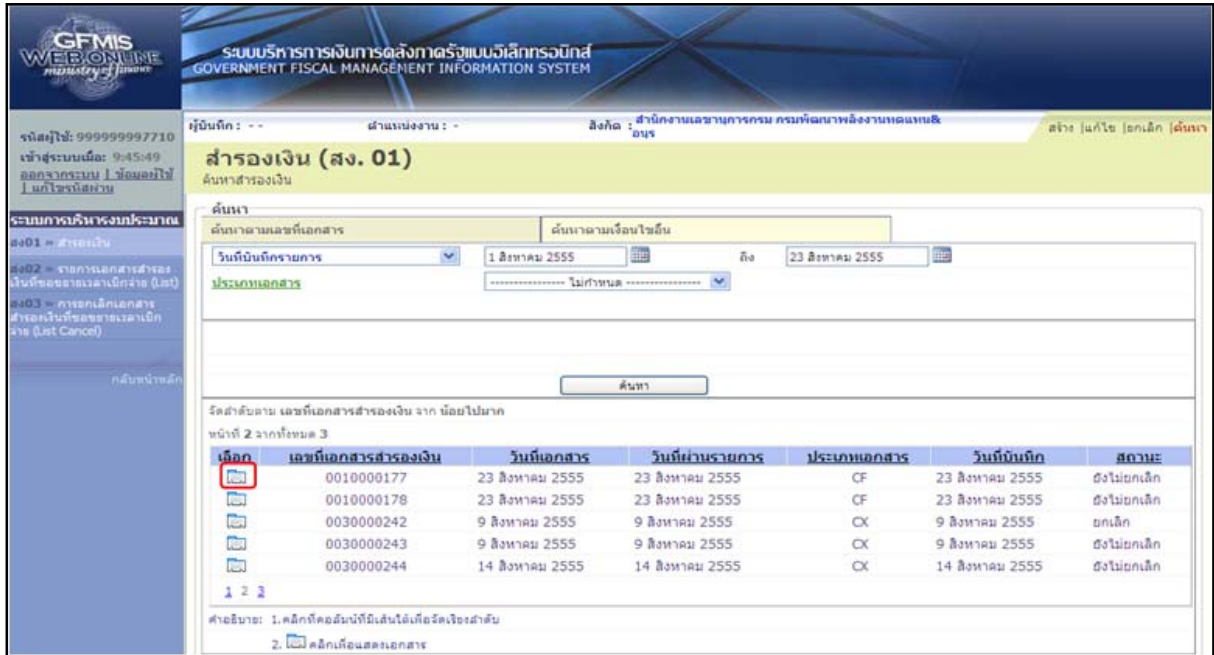 GFMIS
WEB ONLINE
ministry of finance
ระบบบริหารการเงินการคลังภาครัฐแบบอิเล็กทรอนิกส์
GOVERNMENT FISCAL MANAGEMENT INFORMATION SYSTEM
รหัสผู้ใช้: 999999997710
เข้าสู่ระบบเมื่อ: 9:45:49
ออกจากระบบ | ข้อมูลผู้ใช้
| แก้ไขรหัสผ่าน
ระบบการบริหารงบประมาณ
สง01 » สำรองเงิน
สง02 » รายการเอกสารสำรอง
เงินที่ขอขยายเวลาเบิกจ่าย (List)
สง03 » การยกเลิกเอกสาร
สำรองเงินที่ขอขยายเวลาเบิก
จ่าย (List Cancel)
กลับหน้าหลัก
ผู้บันทึก : - - ตำแหน่งงาน : - สังกัด : สำนักงานเลขานุการกรม กรมพัฒนาพลังงานทดแทน&
อนุร
สร้าง |แก้ไข |ยกเลิก |ค้นหา
สำรองเงิน (สง. 01)
ค้นหาสำรองเงิน
ค้นหา
ค้นหาตามเลขที่เอกสาร ค้นหาตามเงื่อนไขอื่น
วันที่บันทึกรายการ 1 สิงหาคม 2555 ถึง 23 สิงหาคม 2555
ประเภทเอกสาร ---------------- ไม่กำหนด ----------------
ค้นหา
จัดลำดับตาม เลขที่เอกสารสำรองเงิน จาก น้อยไปมาก
หน้าที่ 2 จากทั้งหมด 3
เลือก เลขที่เอกสารสำรองเงิน วันที่เอกสาร วันที่ผ่านรายการ ประเภทเอกสาร วันที่บันทึก สถานะ
0010000177 23 สิงหาคม 2555 23 สิงหาคม 2555 CF 23 สิงหาคม 2555 ยังไม่ยกเลิก
0010000178 23 สิงหาคม 2555 23 สิงหาคม 2555 CF 23 สิงหาคม 2555 ยังไม่ยกเลิก
0030000242 9 สิงหาคม 2555 9 สิงหาคม 2555 CX 9 สิงหาคม 2555 ยกเลิก
0030000243 9 สิงหาคม 2555 9 สิงหาคม 2555 CX 9 สิงหาคม 2555 ยังไม่ยกเลิก
0030000244 14 สิงหาคม 2555 14 สิงหาคม 2555 CX 14 สิงหาคม 2555 ยังไม่ยกเลิก
1 2 3
คำอธิบาย: 1.คลิกที่คอลัมน์ที่มีเส้นใต้เพื่อจัดเรียงลำดับ
2. คลิกเพื่อแสดงเอกสาร